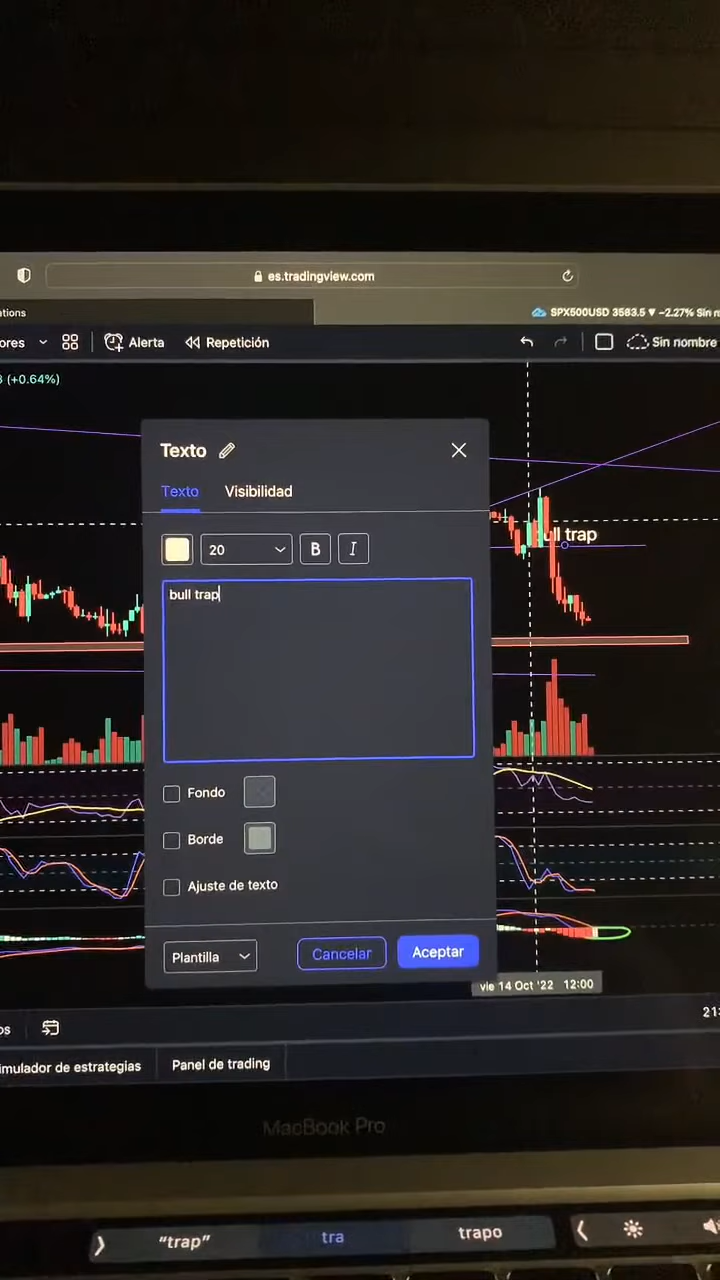 es.tradingview.com
SPX500USD 3583.5 ▼ −2.27% Sin
Alerta
Repetición
Sin nombre
(+0.64%)
Texto
Texto
Visibilidad
20
B
I
bull trap
bull trap
Fondo
Borde
Ajuste de texto
Plantilla
Cancelar
Aceptar
vie 14 Oct '22 12:00
imulador de estrategias
Panel de trading
MacBook Pro
“trap”
tra
trapo